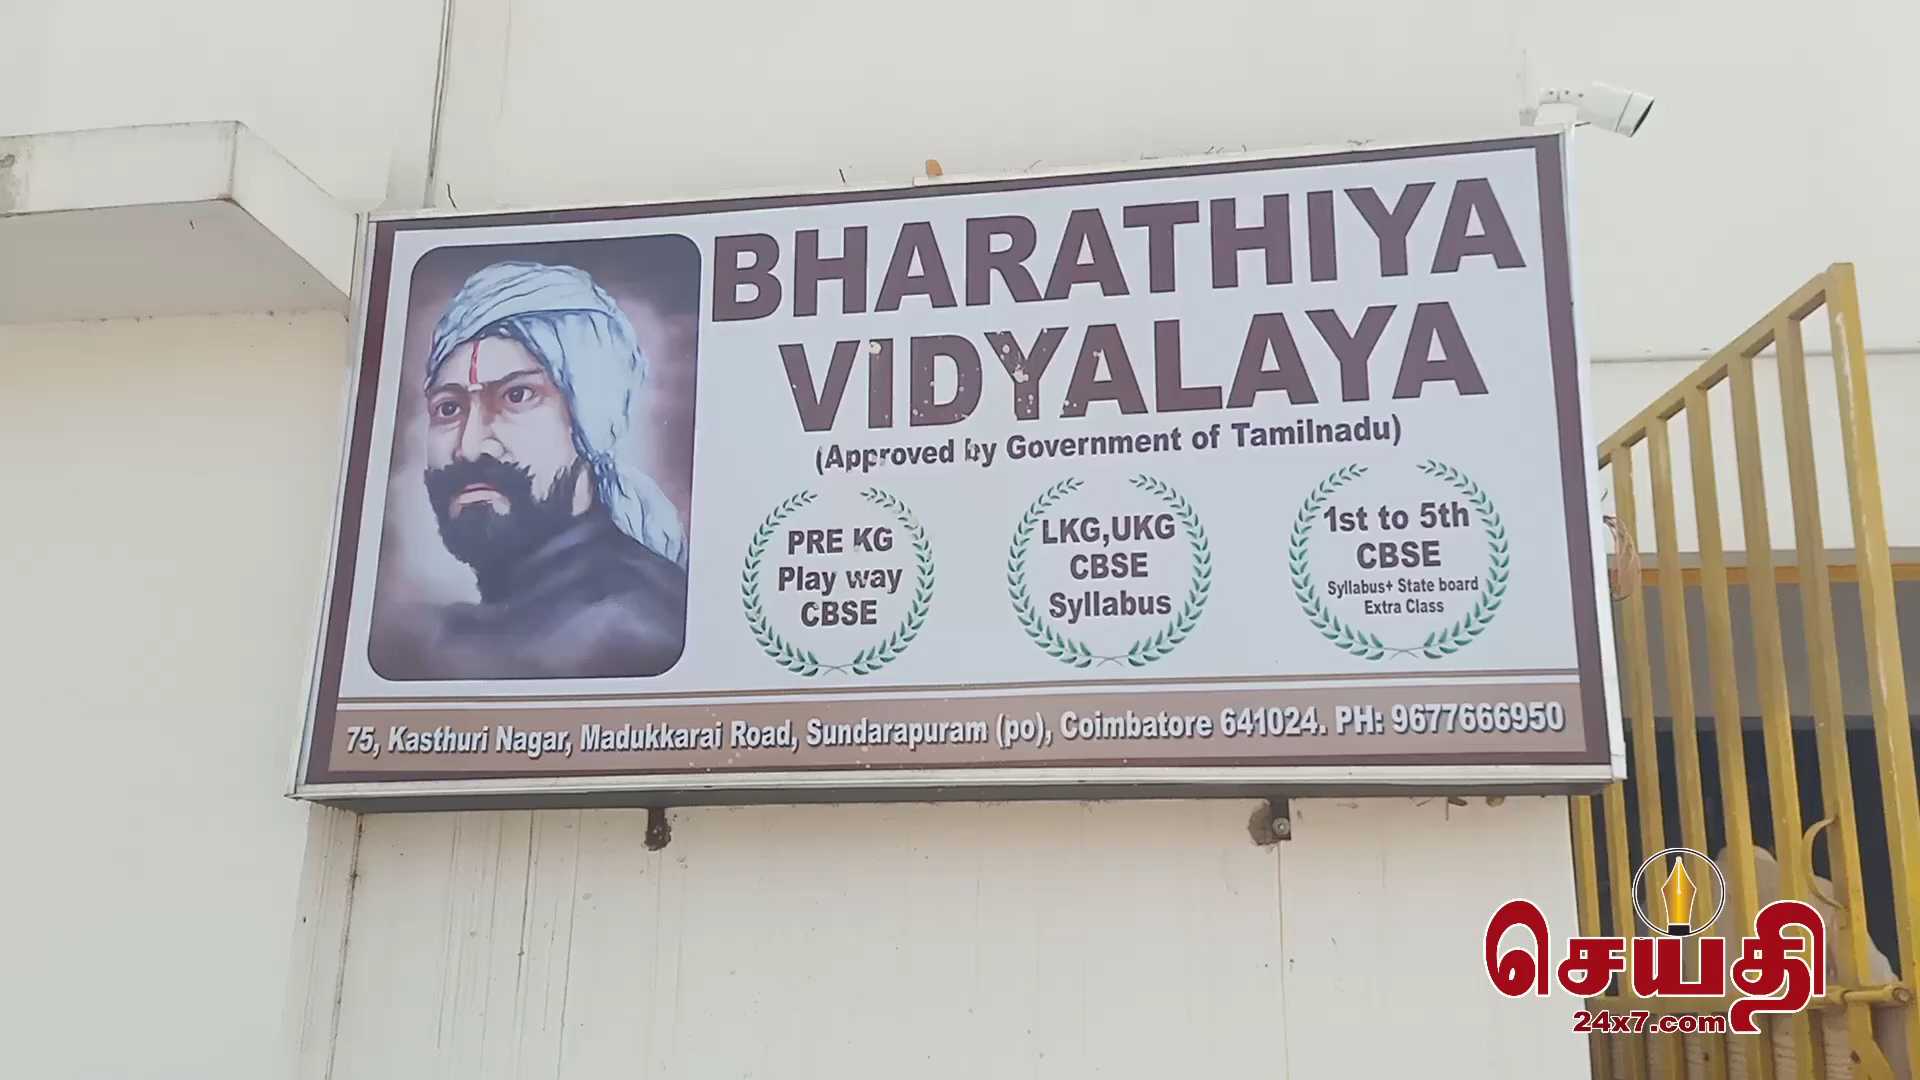 BHARATHIYA
VIDYALAYA
(Approved by Government of Tamilnadu)
PRE KG
Play way
CBSE
LKG,UKG
CBSE
Syllabus
1st to 5th
CBSE
Syllabus+ State board
Extra Class
75, Kasthuri Nagar, Madukkarai Road, Sundarapuram (po), Coimbatore 641024. PH: 9677666950
செய்தி
24x7.com